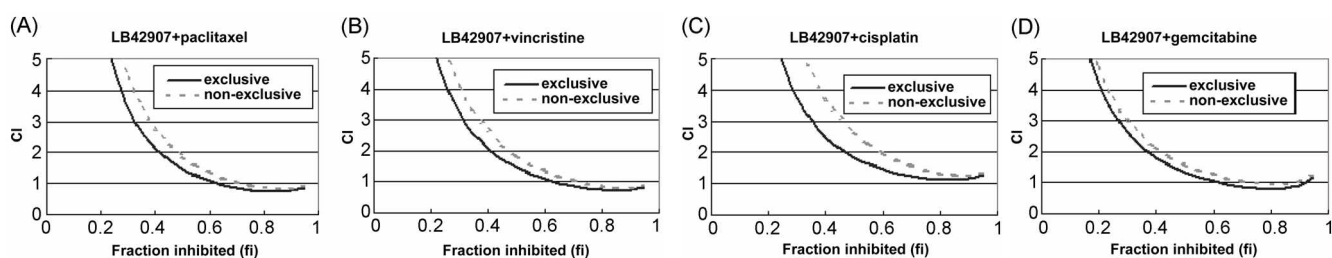 (A)
LB42907+paclitaxel
5
4
3
2
1
0
CI
exclusive
non-exclusive
0 0.2 0.4 0.6 0.8 1
Fraction inhibited (fi)
(B)
LB42907+vincristine
5
4
3
2
1
0
CI
exclusive
non-exclusive
0 0.2 0.4 0.6 0.8 1
Fraction inhibited (fi)
(C)
LB42907+cisplatin
5
4
3
2
1
0
CI
exclusive
non-exclusive
0 0.2 0.4 0.6 0.8 1
Fraction inhibited (fi)
(D)
LB42907+gemcitabine
5
4
3
2
1
0
CI
exclusive
non-exclusive
0 0.2 0.4 0.6 0.8 1
Fraction inhibited (fi)